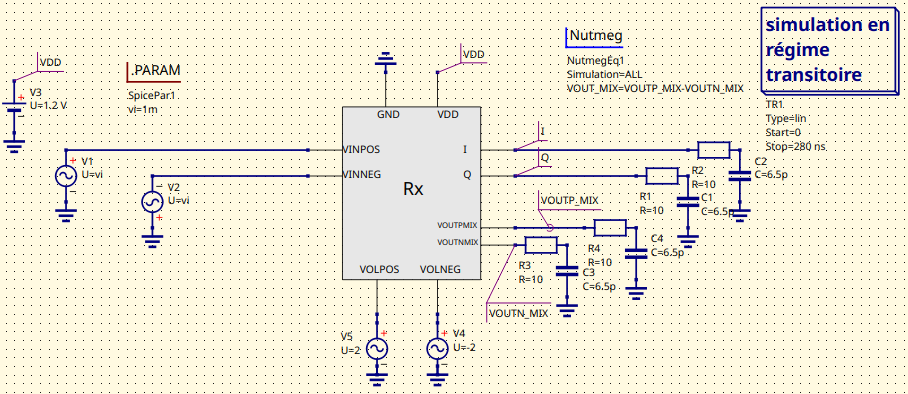 simulation en
régime
transitoire
Nutmeg
VDD
VDD
.PARAM
NutmegEq1
Simulation=ALL
VOUT_MIX=VOUTP_MIX-VOUTN_MIX
V3
U=1.2 V
SpicePar1
vi=1m
TR1
Type=lin
Start=0
Stop=280 ns
GND
VDD
I
VINPOS
I
Q
V1
U=vi
VINNEG
Q
C2
C=6.5p
V2
U=vi
Rx
R2
R=10
R1
R=10
C1
C=6.5p
VOUTP_MIX
VOUTPMIX
VOUTNMIX
R4
R=10
C4
C=6.5p
R3
R=10
C3
C=6.5p
VOLPOS
VOLNEG
VOUTN_MIX
V5
U=2
V4
U=-2